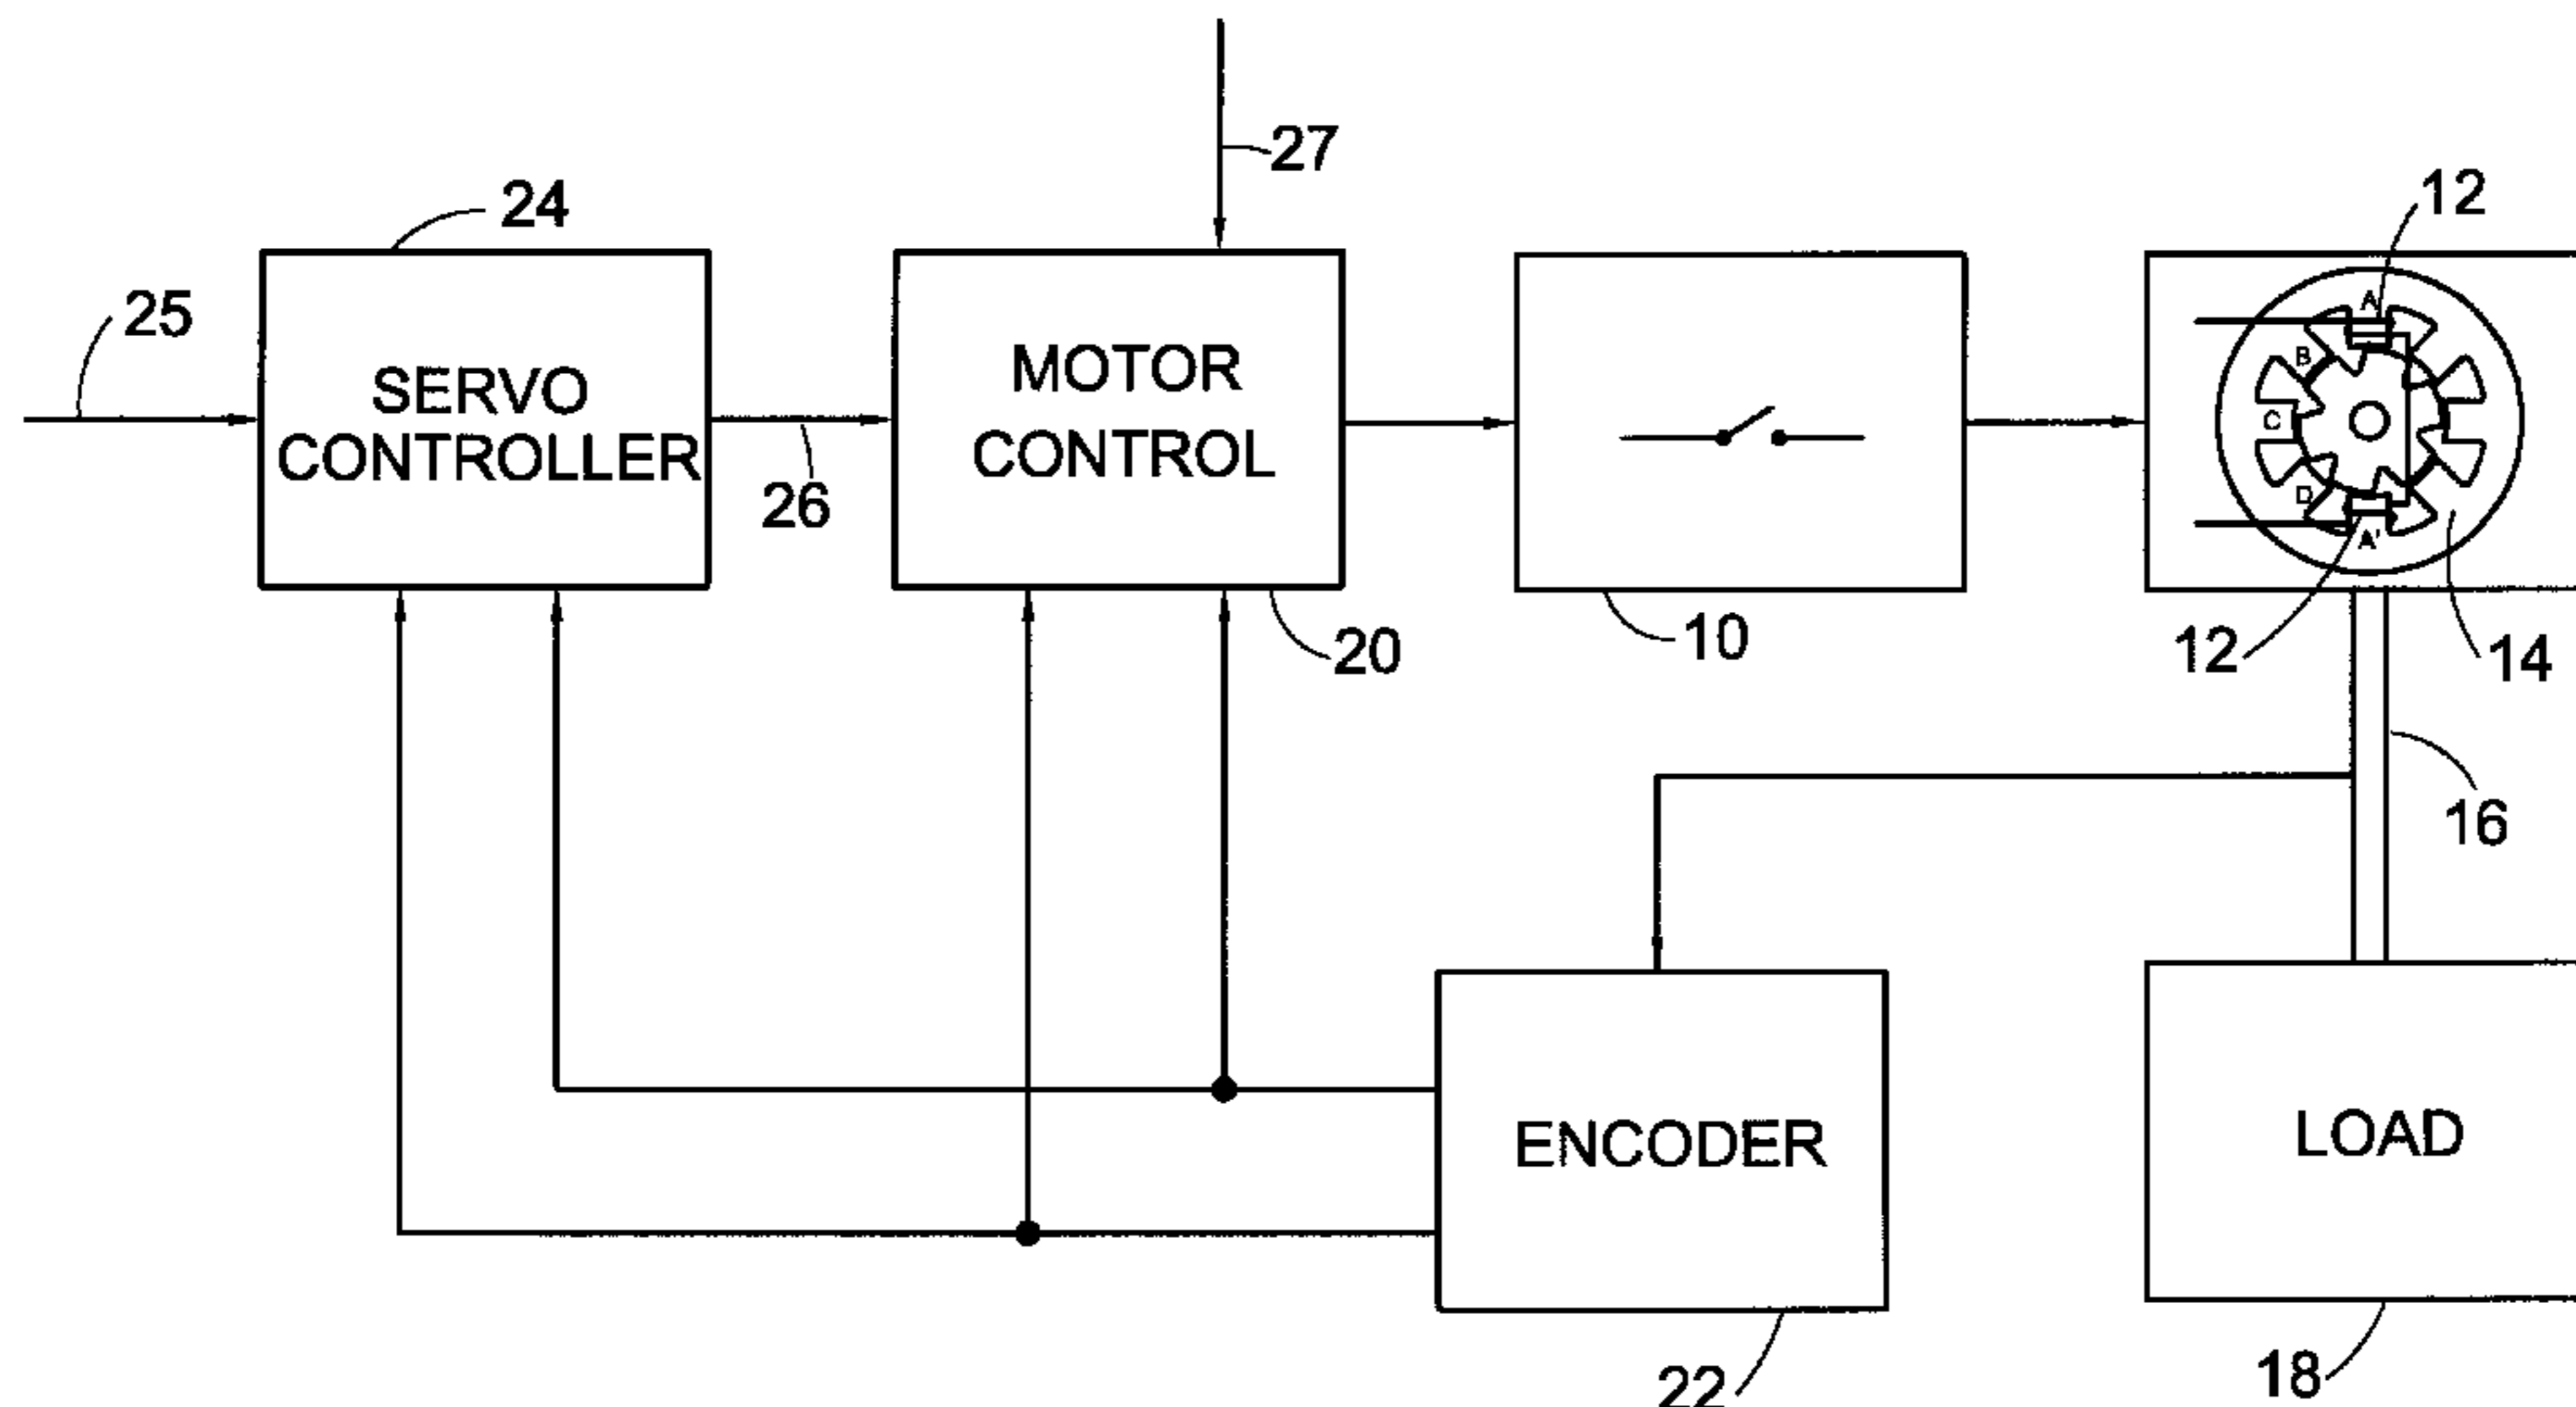 27
12
24
25
A
SERVO
CONTROLLER
MOTOR
CONTROL
B
C
D
A'
26
20
10
12
14
16
ENCODER
LOAD
22
18